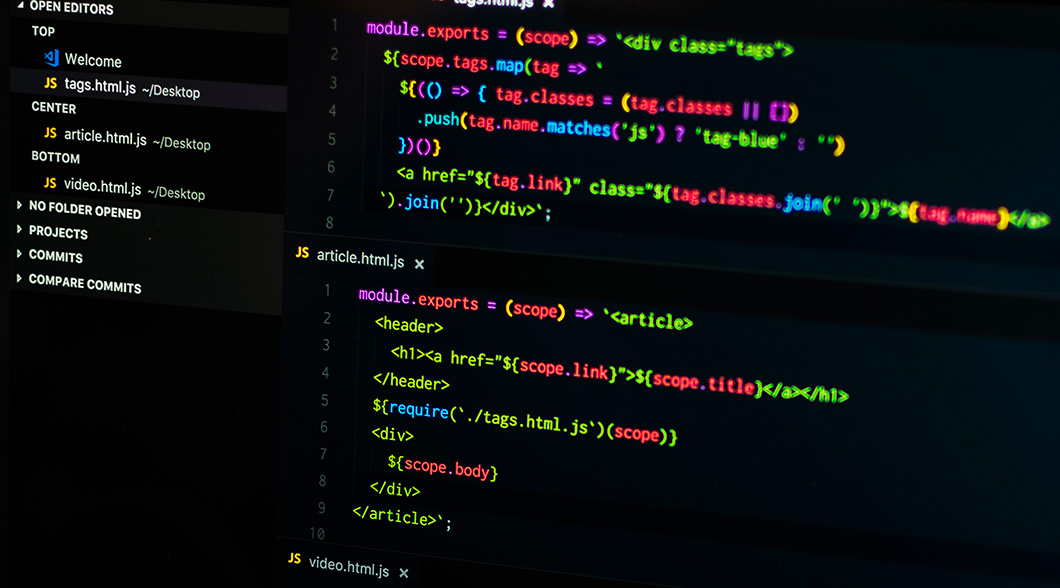 OPEN EDITORS
TOP
Welcome
JS tags.html.js ~/Desktop
CENTER
JS article.html.js ~/Desktop
BOTTOM
JS video.html.js ~/Desktop
NO FOLDER OPENED
PROJECTS
COMMITS
COMPARE COMMITS
tags.html.js ×
1 module.exports = (scope) => `<div class="tags">
2 ${scope.tags.map(tag => `
3 ${(() => { tag.classes = (tag.classes || [])
4 .push(tag.name.matches('js') ? 'tag-blue' : '')
5 })()}
6 <a href="${tag.link}" class="${tag.classes.join(" ")}">${tag.name}</a>
7 `).join('')}</div>`;
8
JS article.html.js ×
1 module.exports = (scope) => `<article>
2 <header>
3 <h1><a href="${scope.link}">${scope.title}</a></h1>
4 </header>
5 ${require(`./tags.html.js`)(scope)}
6 <div>
7 ${scope.body}
8 </div>
9 </article>`;
10
JS video.html.js ×